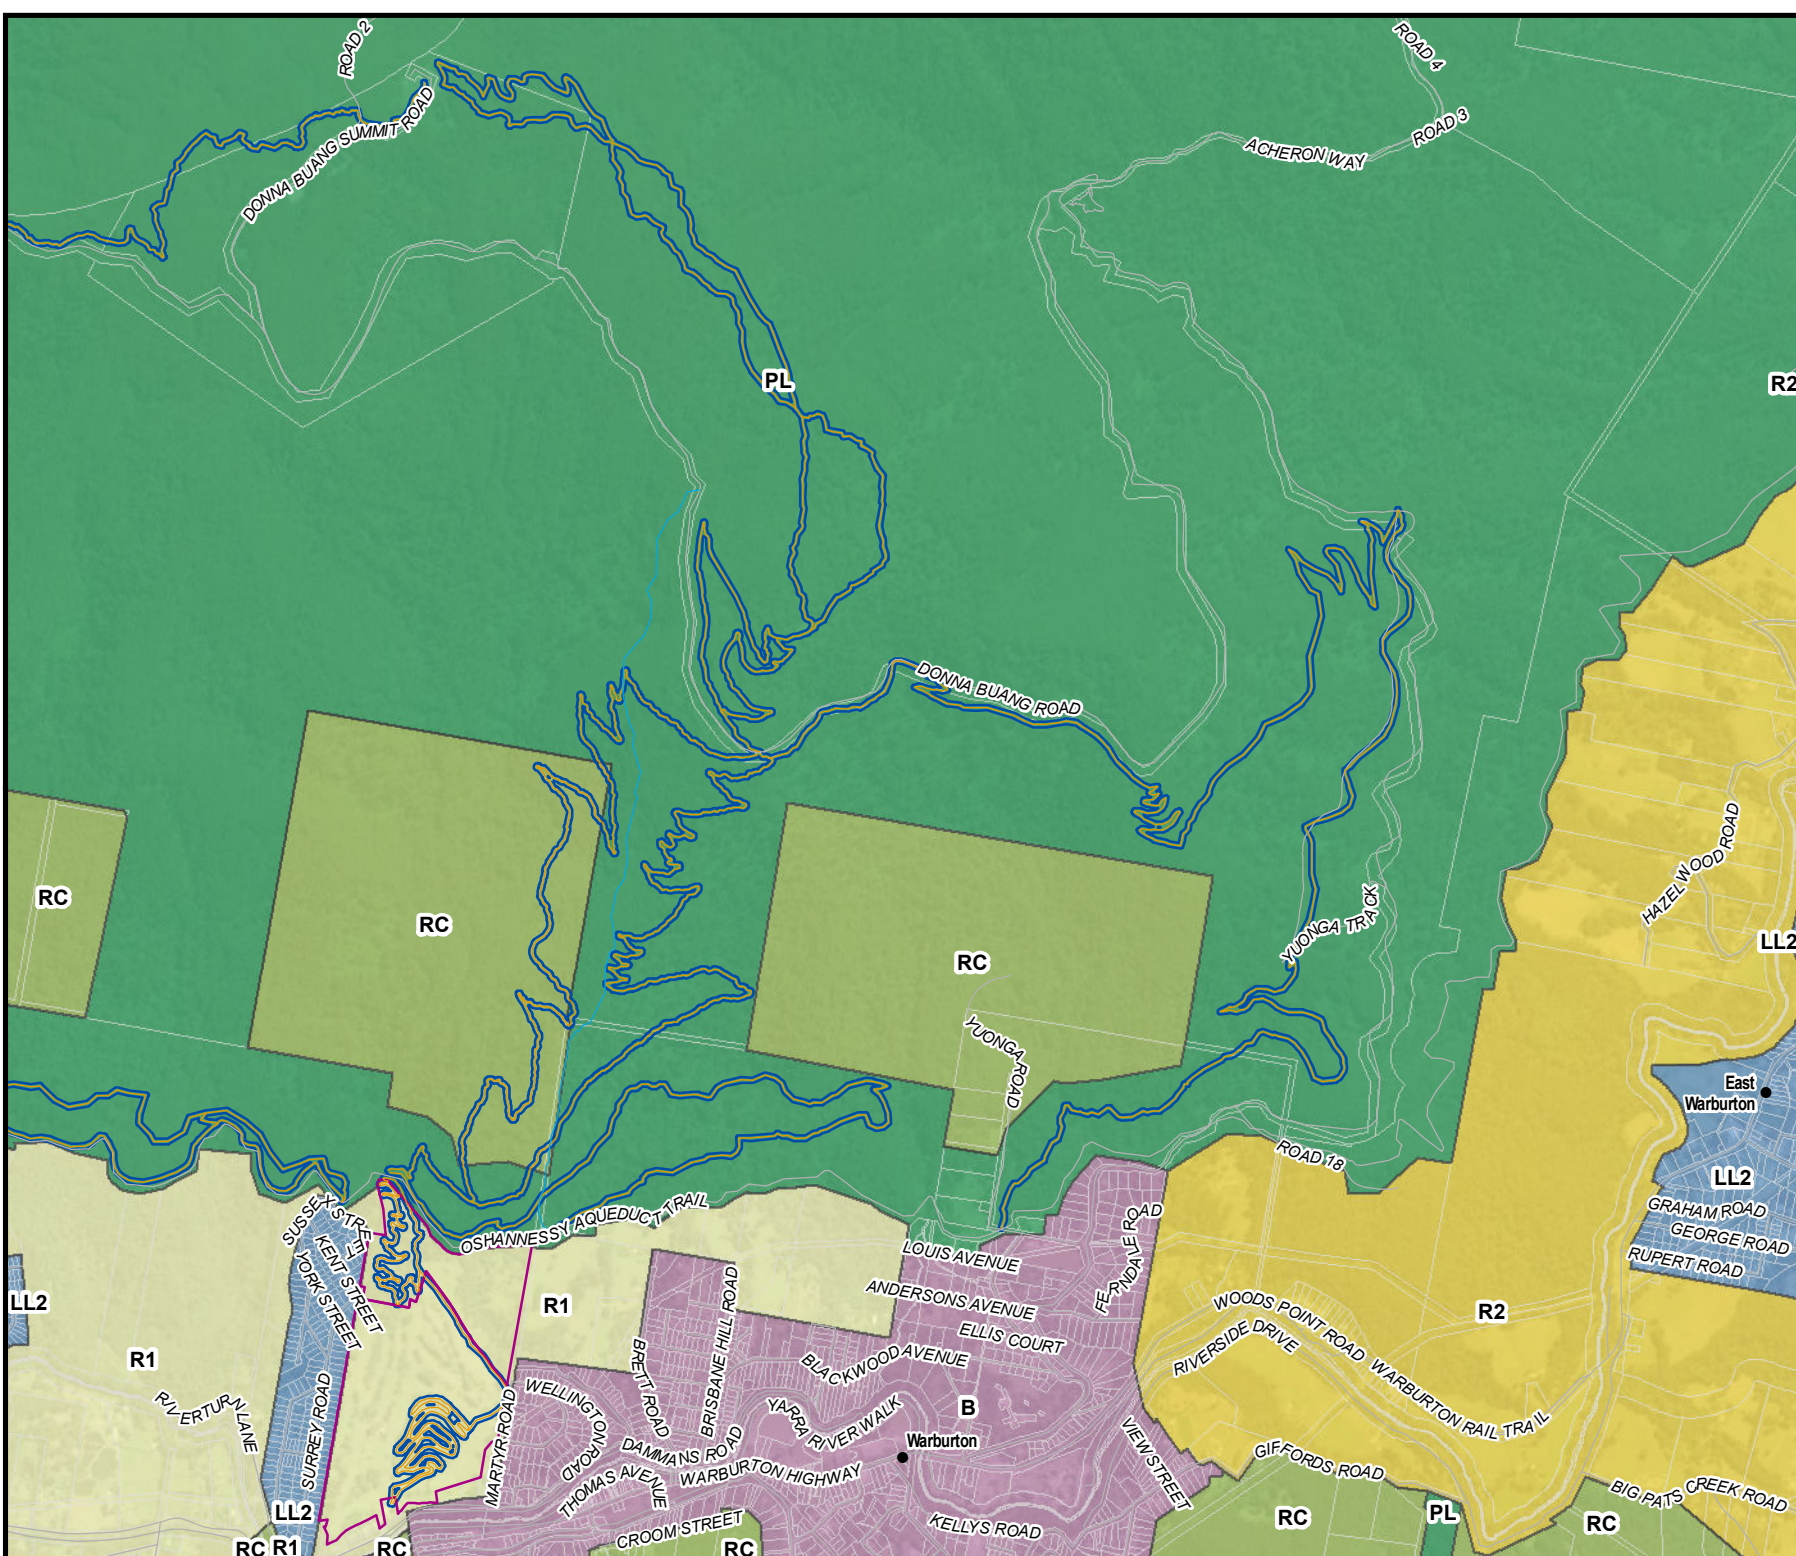 ROAD 2
ROAD 4
ROAD 3
ACHERON WAY
DONNA BUANG SUMMIT ROAD
PL
R2
DONNA BUANG ROAD
HAZELWOOD ROAD
RC
RC
RC
YUONGA TRACK
LL2
YUONGA ROAD
East
Warburton
ROAD 18
LL2
GRAHAM ROAD
GEORGE ROAD
RUPERT ROAD
SUSSEX STREET
KENT STREET
YORK STREET
OSHANNESSY AQUEDUCT TRAIL
LOUIS AVENUE
FERNDALE ROAD
ANDERSONS AVENUE
ELLIS COURT
LL2
R1
R1
R2
WOODS POINT ROAD
RIVERSIDE DRIVE
WARBURTON RAIL TRAIL
BRISBANE HILL ROAD
BRETT ROAD
BLACKWOOD AVENUE
RIVERTURN LANE
SURREY ROAD
MARTYR ROAD
WELLINGTON ROAD
YARRA RIVER WALK
B
Warburton
DAMMANS ROAD
THOMAS AVENUE
WARBURTON HIGHWAY
VIEW STREET
GIFFORDS ROAD
BIG PATS CREEK ROAD
LL2
CROOM STREET
KELLYS ROAD
RC
PL
RC
RC
R1
RC
RC